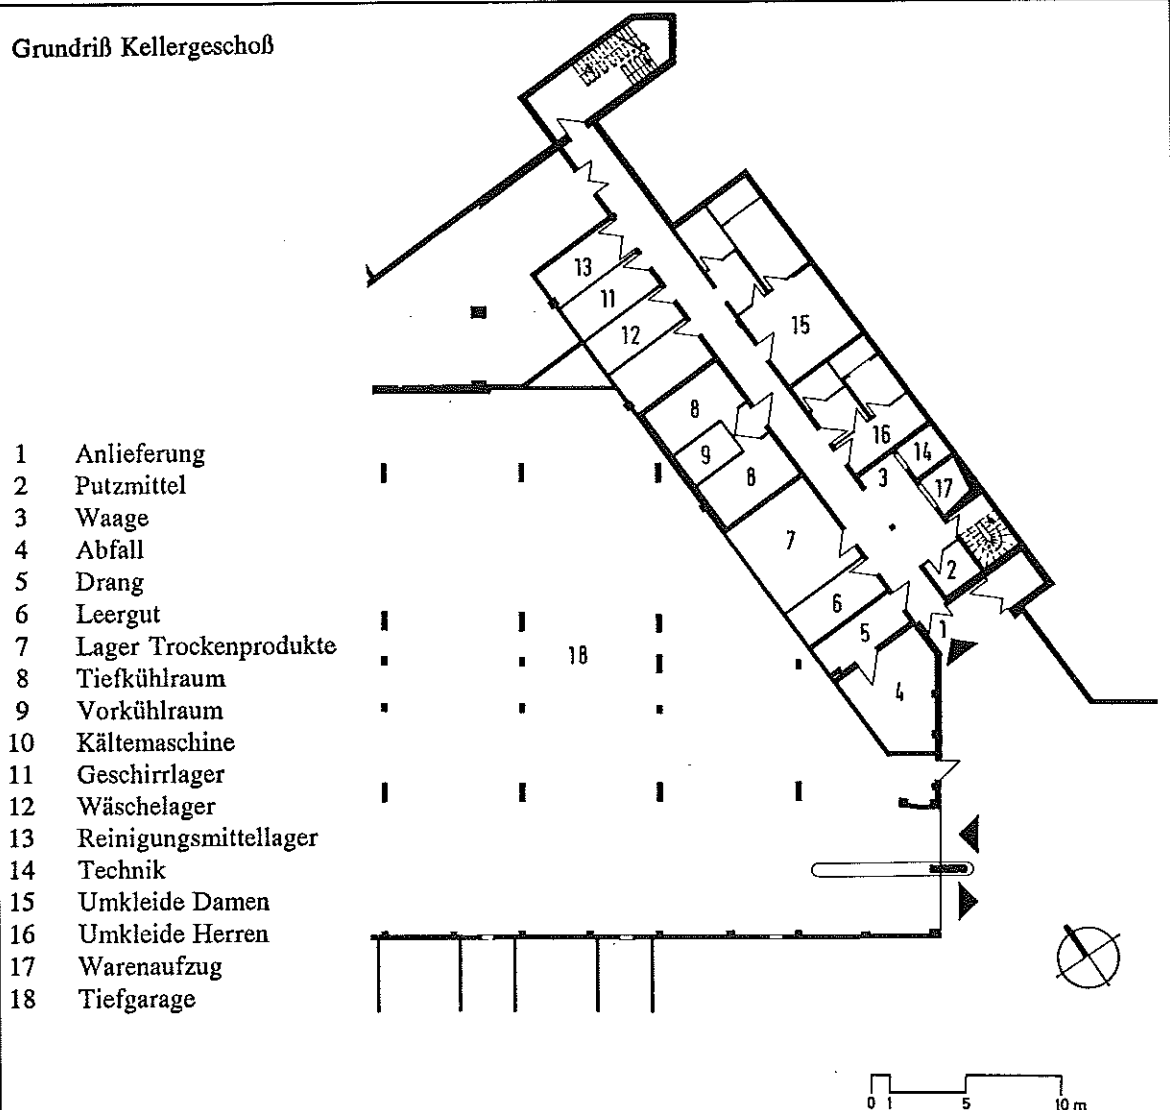 Grundriß Kellergeschoß
1 Anlieferung
2 Putzmittel
3 Waage
4 Abfall
5 Drang
6 Leergut
7 Lager Trockenprodukte
8 Tiefkühlraum
9 Vorkühlraum
10 Kältemaschine
11 Geschirrlager
12 Wäschelager
13 Reinigungsmittellager
14 Technik
15 Umkleide Damen
16 Umkleide Herren
17 Warenaufzug
18 Tiefgarage
13
11
12
15
8
9
8
16
14
3
17
7
2
6
5
1
18
4
0 1 5 10 m